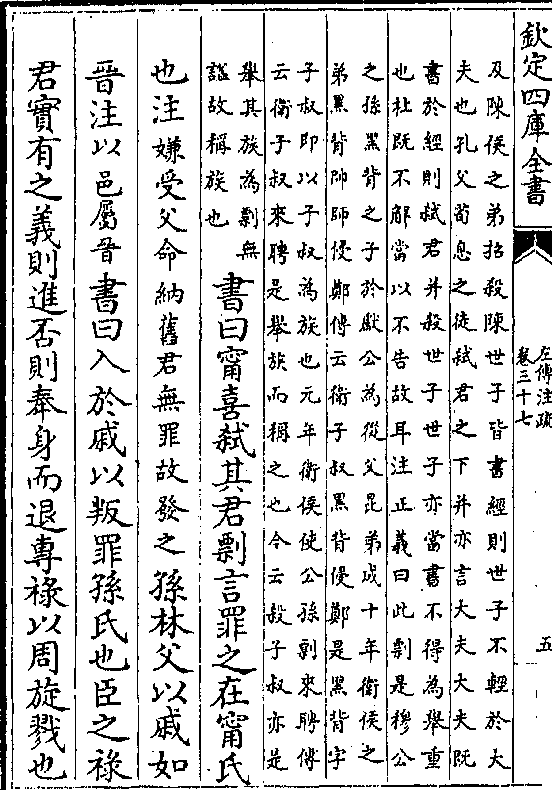 欽定四庫全書
左傳注疏
卷三十七
五
及陳侯之弟招殺陳世子皆書經則世子不輕於大
夫也孔父荀息之徒弑君之下并亦言大夫大夫既
書於經則弑君并殺世子世子亦當書不得為舉重
也杜既不解當以不告故耳注正義曰此剽是穆公
之孫黑背之子於獻公為從父昆弟成十年衛侯之
弟黑背帥師侵鄭傳云衛子叔黑背侵鄭是黑背字
子叔即以子叔為族也元年衛侯使公孫剽來聘傳
云衛子叔來聘是舉族而稱之也今云殺子叔亦是
舉其族為剽無
諡故稱族也
書曰甯喜弑其君剽言罪之在甯氏
也注嫌受父命納舊君無罪故發之孫林父以戚如
晉注以邑屬晉書曰入於戚以叛罪孫氏也臣之祿
君實有之義則進否則奉身而退專祿以周旋戮也